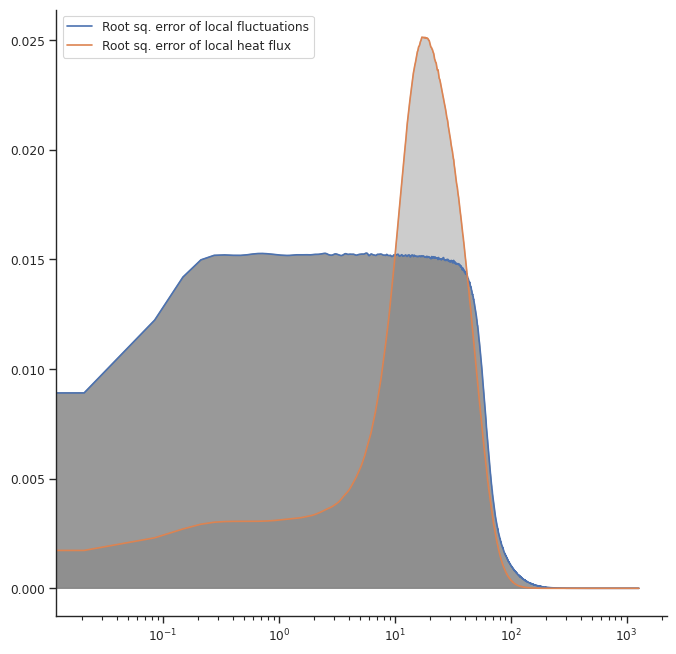 Root sq. error of local fluctuations
Root sq. error of local heat flux
0.025
0.020
0.015
0.010
0.005
0.000
10⁻¹ 10⁰ 10¹ 10² 10³